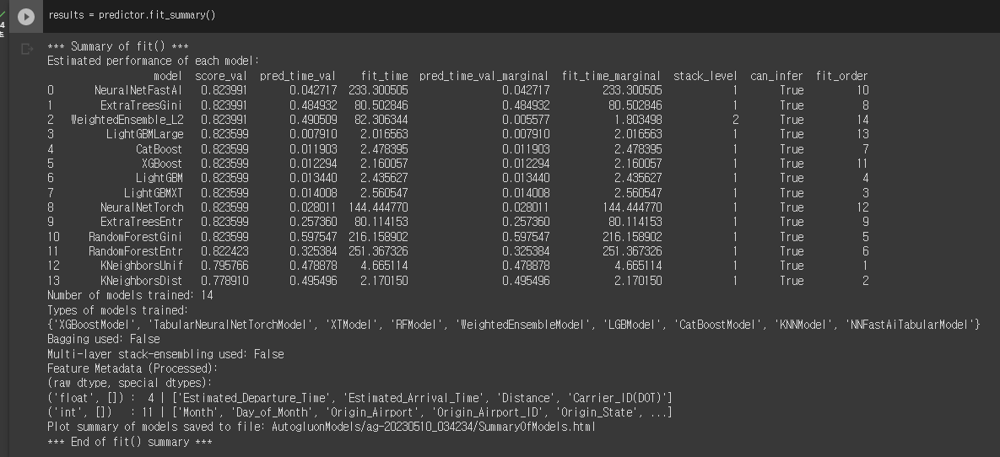 results = predictor.fit_summary()
*** Summary of fit() ***
Estimated performance of each model:
model score_val pred_time_val fit_time pred_time_val_marginal fit_time_marginal stack_level can_infer fit_order
0 NeuralNetFastAI 0.823991 0.042717 233.300505 0.042717 233.300505 1 True 10
1 ExtraTreesGini 0.823991 0.484932 80.502846 0.484932 80.502846 1 True 8
2 WeightedEnsemble_L2 0.823991 0.490509 82.306344 0.005577 1.803498 2 True 14
3 LightGBMLarge 0.823599 0.007910 2.016563 0.007910 2.016563 1 True 13
4 CatBoost 0.823599 0.011903 2.478395 0.011903 2.478395 1 True 7
5 XGBoost 0.823599 0.012294 2.160057 0.012294 2.160057 1 True 11
6 LightGBM 0.823599 0.013440 2.435627 0.013440 2.435627 1 True 4
7 LightGBMXT 0.823599 0.014008 2.560547 0.014008 2.560547 1 True 3
8 NeuralNetTorch 0.823599 0.028011 144.444770 0.028011 144.444770 1 True 12
9 ExtraTreesEntr 0.823599 0.257360 80.114153 0.257360 80.114153 1 True 9
10 RandomForestGini 0.823599 0.597547 216.158902 0.597547 216.158902 1 True 5
11 RandomForestEntr 0.822423 0.325384 251.367326 0.325384 251.367326 1 True 6
12 KNeighborsUnif 0.795766 0.478878 4.665114 0.478878 4.665114 1 True 1
13 KNeighborsDist 0.778910 0.495496 2.170150 0.495496 2.170150 1 True 2
Number of models trained: 14
Types of models trained:
{'XGBoostModel', 'TabularNeuralNetTorchModel', 'XTModel', 'RFModel', 'WeightedEnsembleModel', 'LGBModel', 'CatBoostModel', 'KNNModel', 'NNFastAiTabularModel'}
Bagging used: False
Multi-layer stack-ensembling used: False
Feature Metadata (Processed):
(raw dtype, special dtypes):
('float', []) :  4 | ['Estimated_Departure_Time', 'Estimated_Arrival_Time', 'Distance', 'Carrier_ID(DOT)']
('int', [])   : 11 | ['Month', 'Day_of_Month', 'Origin_Airport', 'Origin_Airport_ID', 'Origin_State', ...]
Plot summary of models saved to file: AutogluonModels/ag-20230510_034234/SummaryOfModels.html
*** End of fit() summary ***